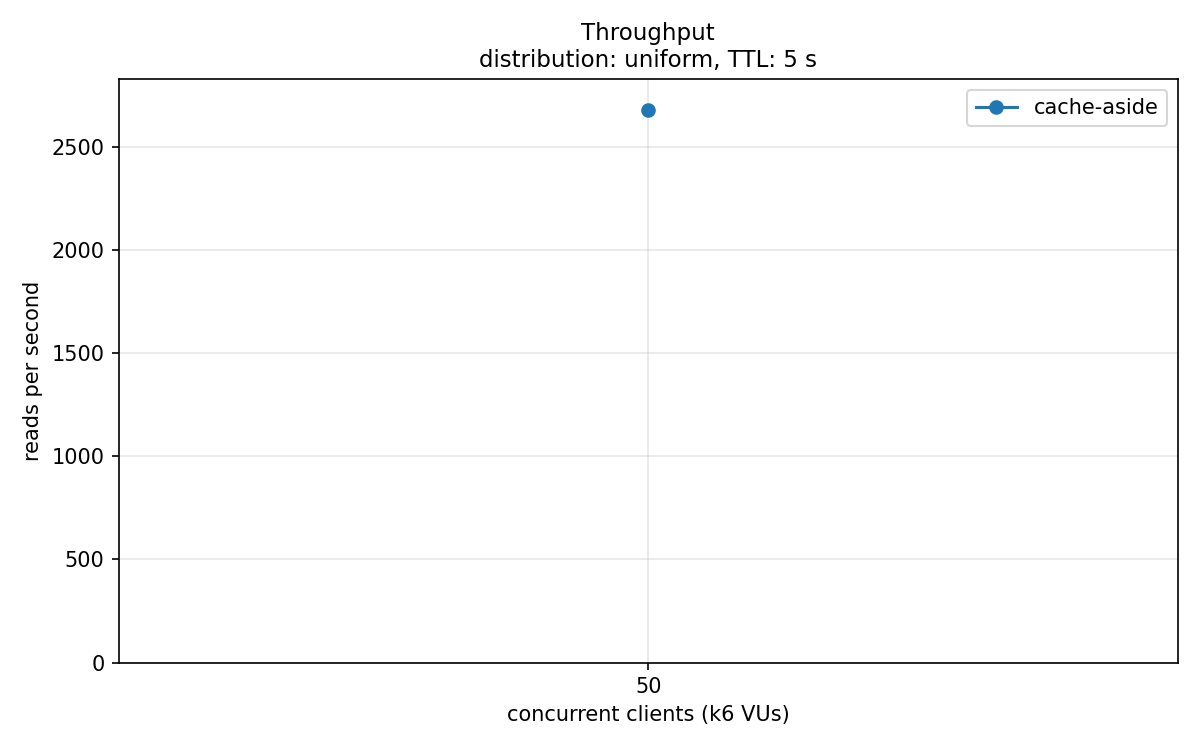 Throughput
distribution: uniform, TTL: 5 s
cache-aside
2500
2000
1500
1000
500
0
reads per second
50
concurrent clients (k6 VUs)